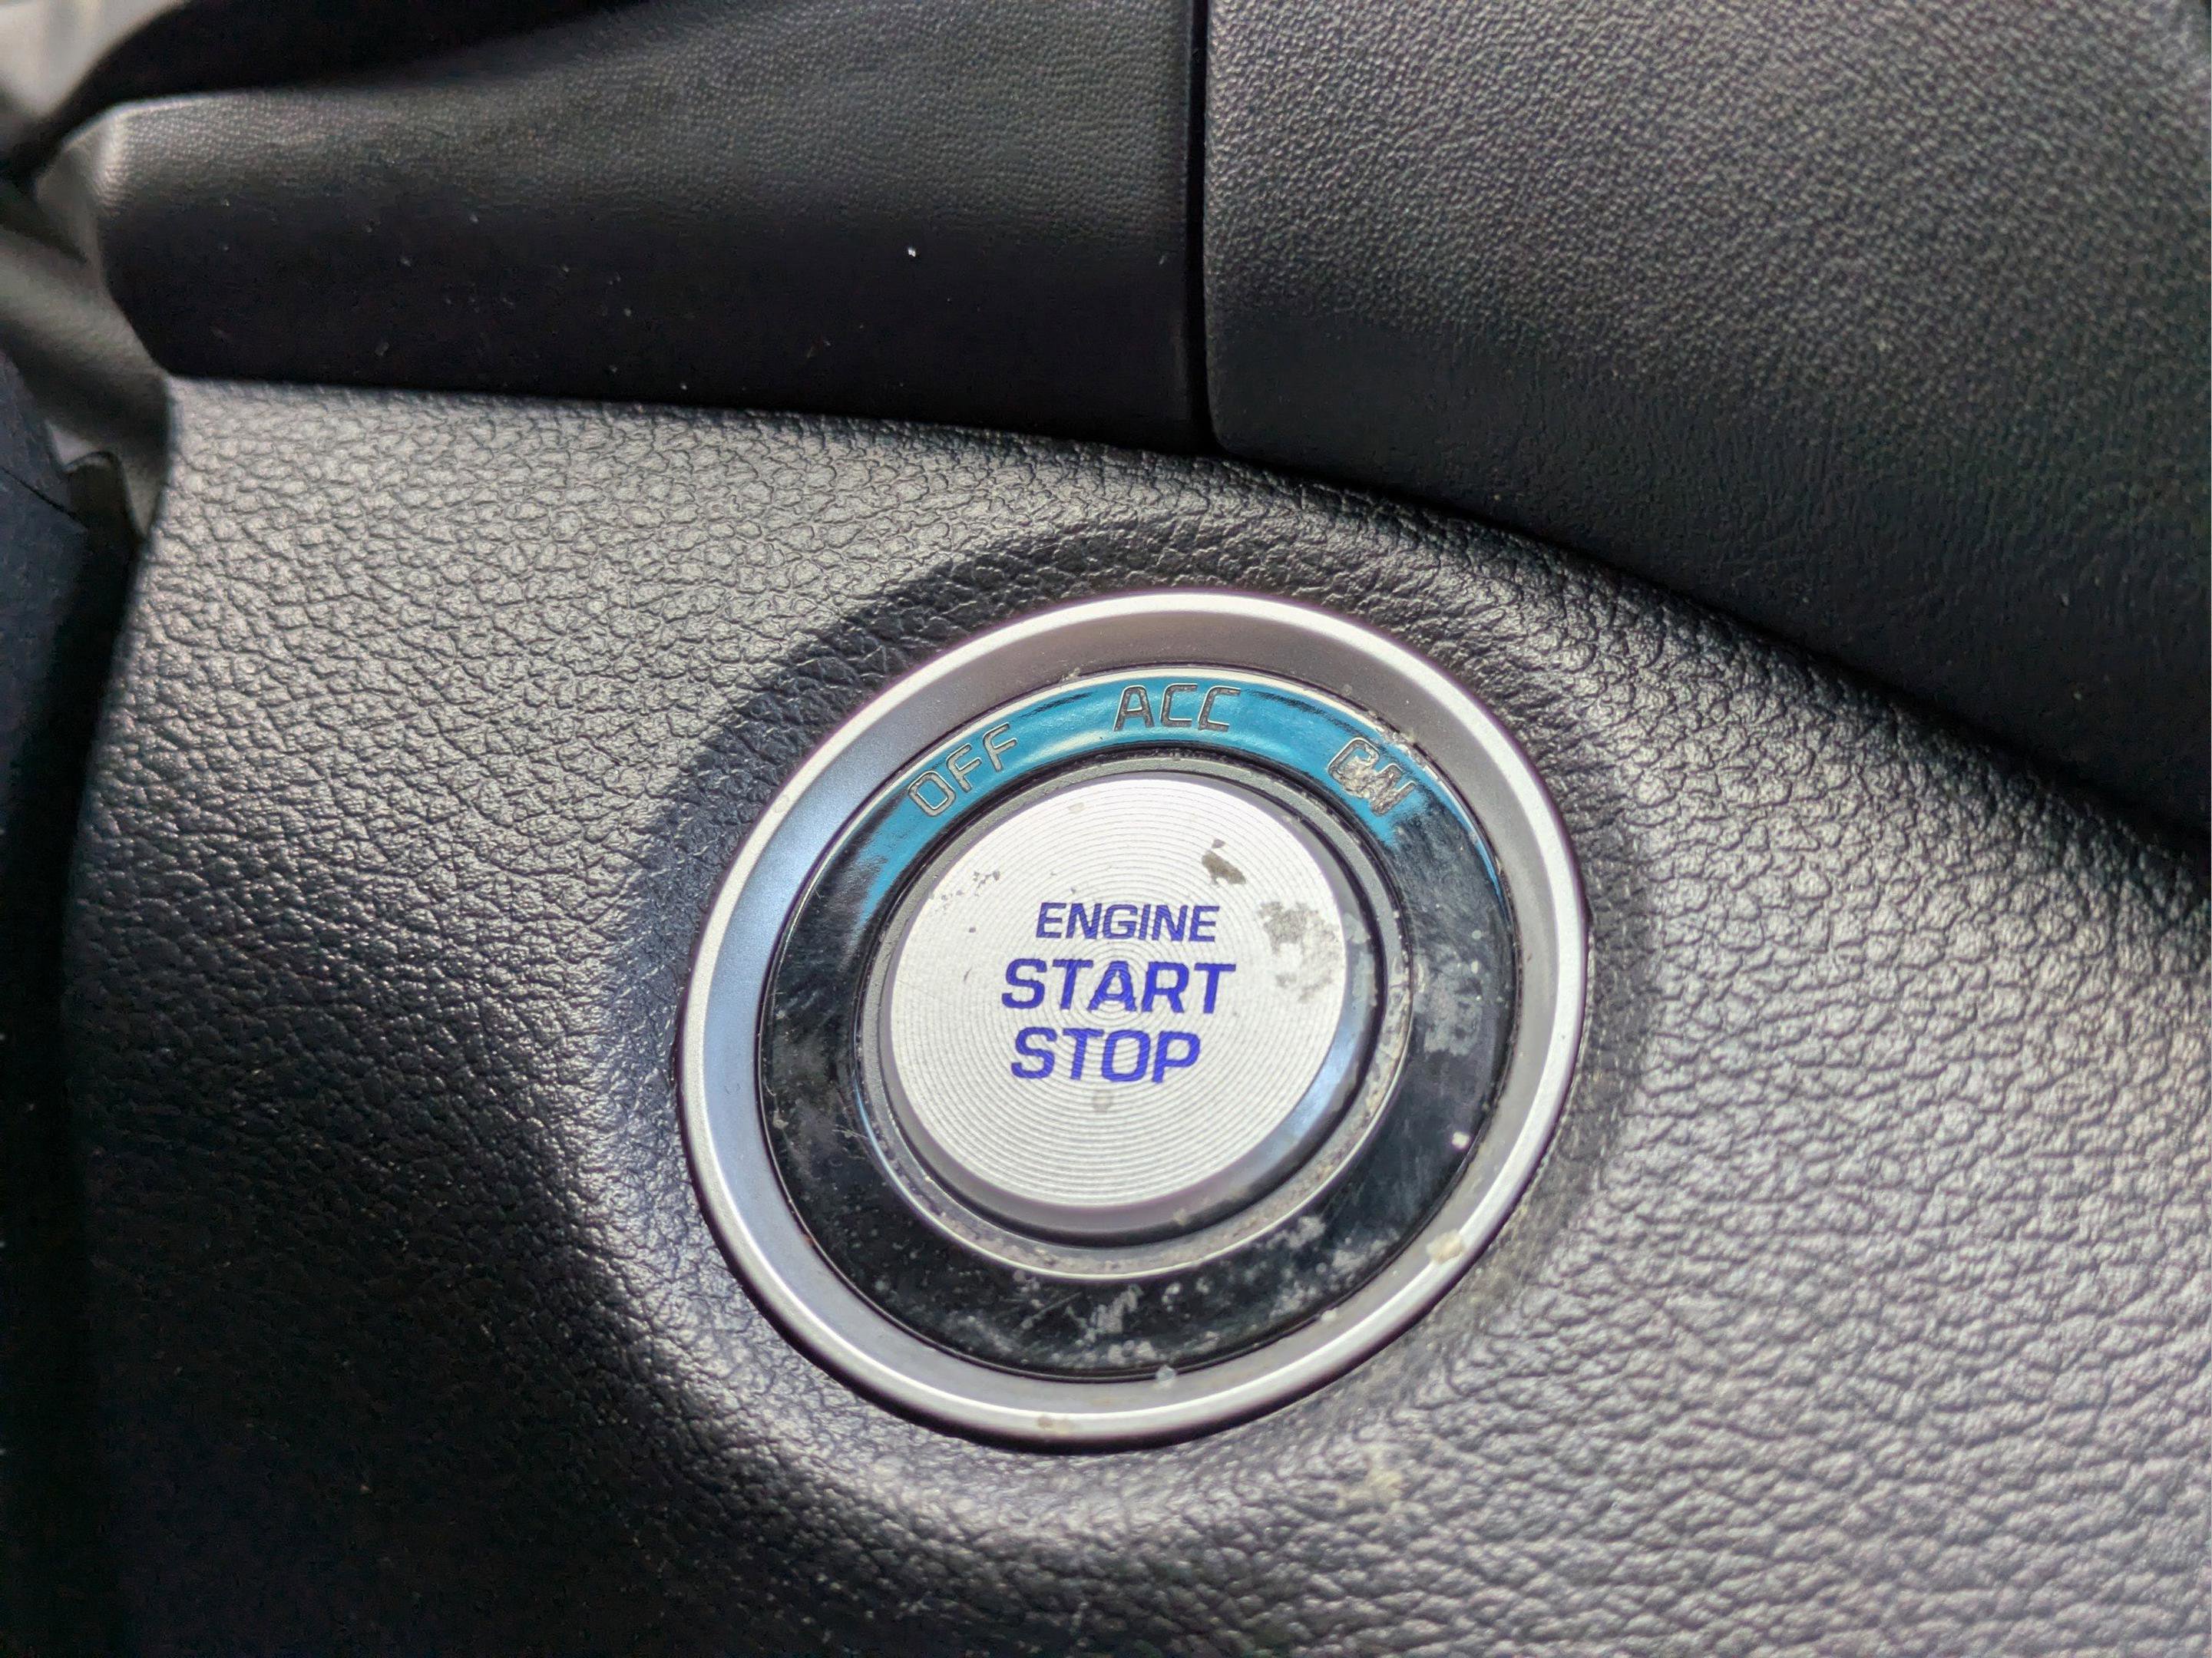 OFF ACC ON
ENGINE
START
STOP